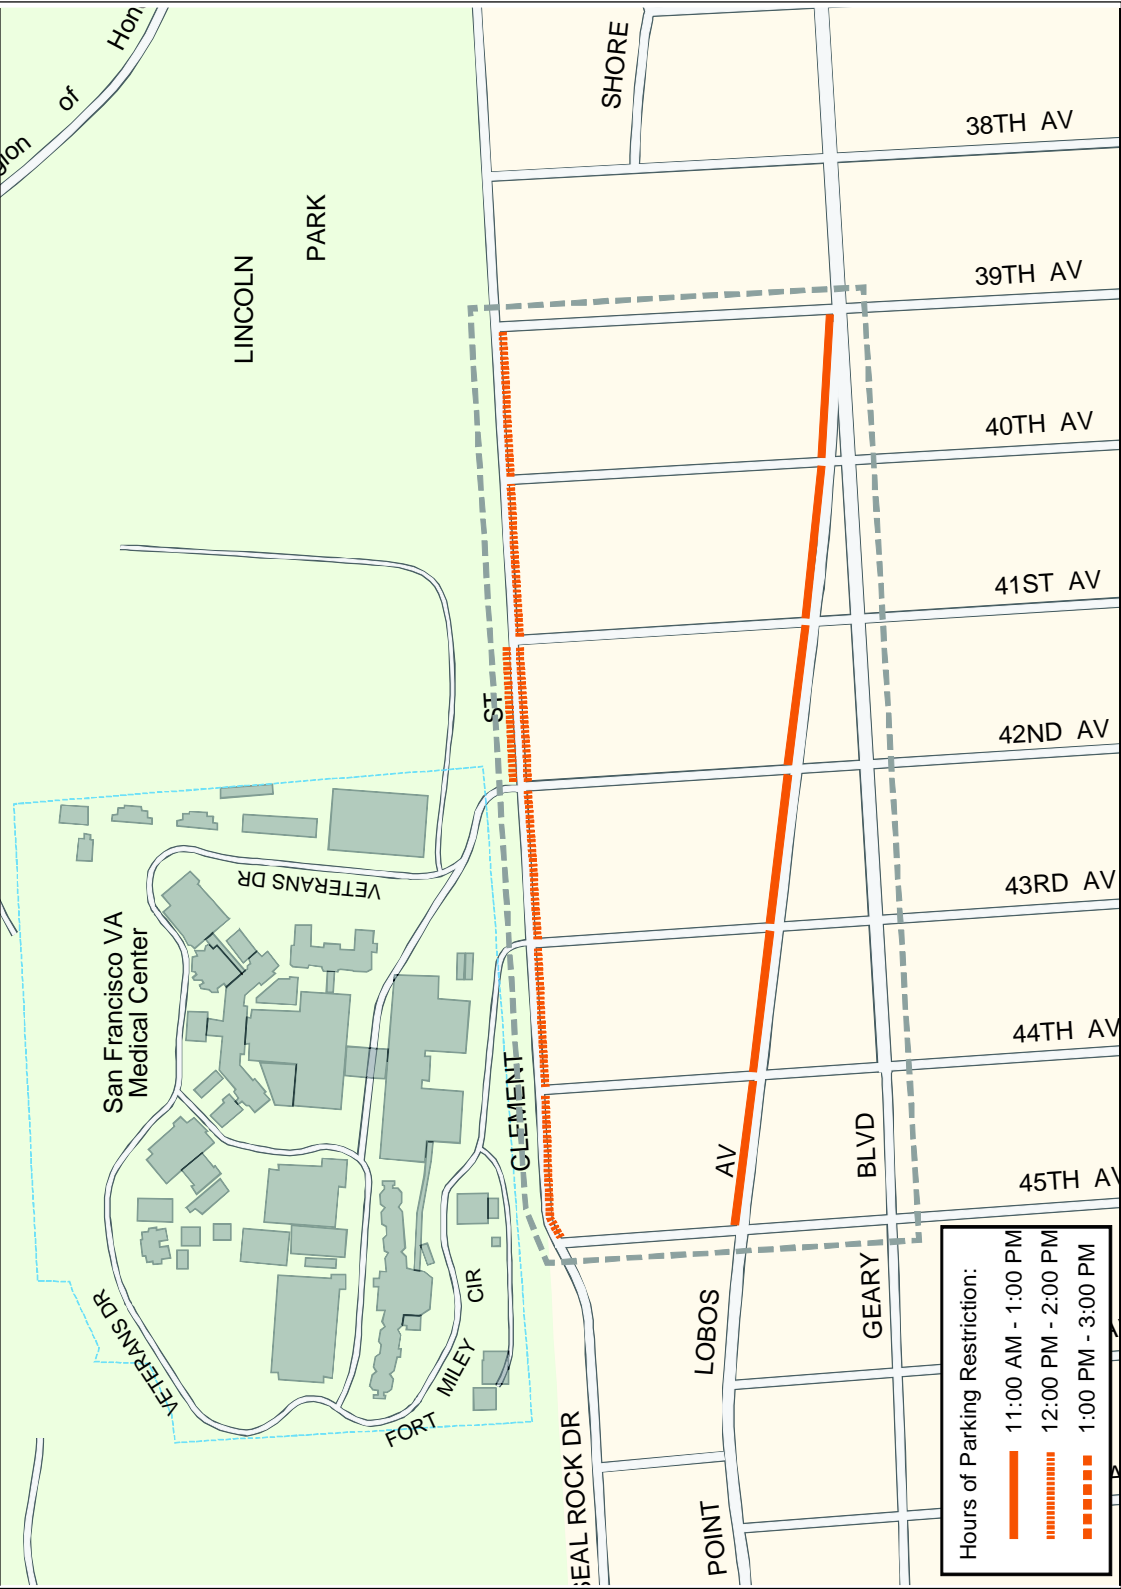 Hon
of
gion
SHORE
38TH AV
LINCOLN
PARK
39TH AV
40TH AV
41ST AV
ST
42ND AV
VETERANS DR
43RD AV
San Francisco VA
Medical Center
44TH AV
CLEMENT
AV
BLVD
45TH AV
VETERANS DR
CIR
MILEY
FORT
LOBOS
GEARY
SEAL ROCK DR
POINT
Hours of Parking Restriction:
11:00 AM - 1:00 PM
12:00 PM - 2:00 PM
1:00 PM - 3:00 PM